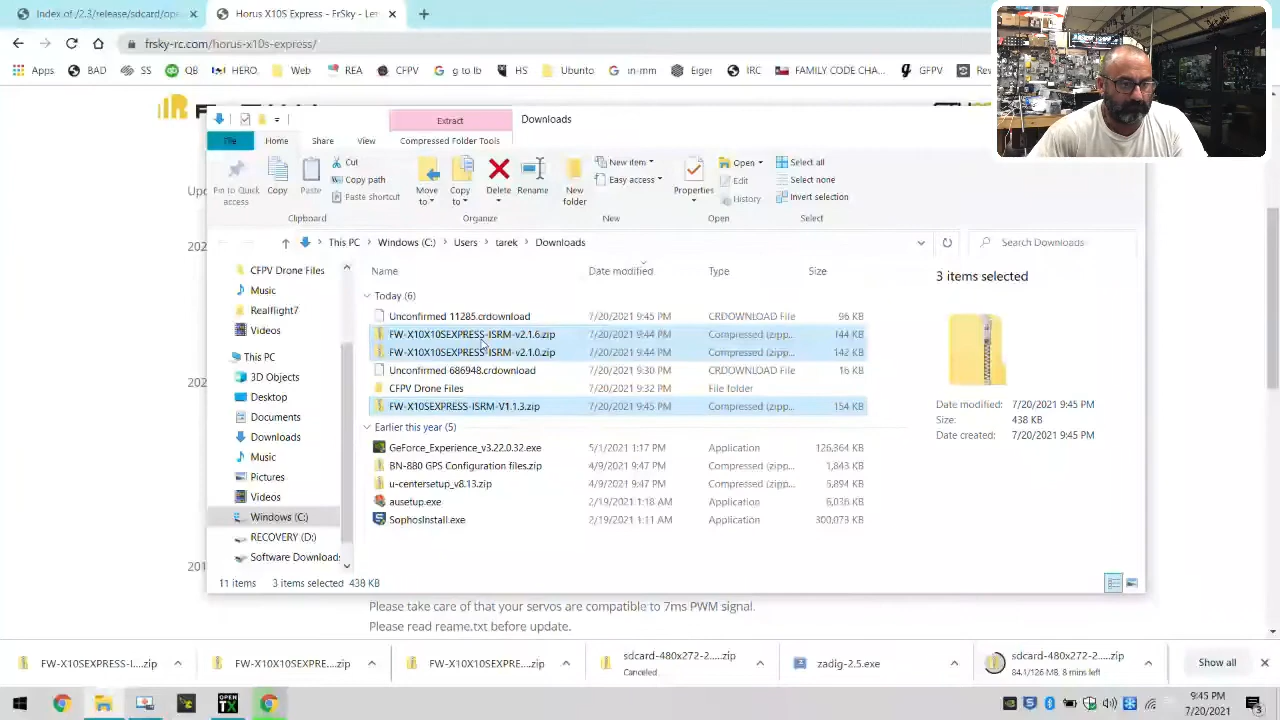 Index of /2.3/release/sdcard/ope
Horus X10S Express - FrSky - Le
frsky-rc.com/horus-x10s-express/
Apps
BAD
SS
QB
HERO
Web
REA
CFPV
g to In
HS
Ubuntu
in-mm
Eiger
IRE
FAMILY CODE CHA...
GFPV
Rev
Extract
Downloads
File
Home
Share
View
Compressed Folder Tools
Pin to Quick access
Copy
Paste
Cut
Copy path
Paste shortcut
Move to
Copy to
Delete
Rename
New folder
New item
Easy access
Properties
Open
Edit
History
Select all
Select none
Invert selection
Clipboard
Organize
New
Open
Select
Upd
This PC
Windows (C:)
Users
tarek
Downloads
Search Downloads
202
202
201
CFPV Drone Files
Music
Realflight7
Videos
This PC
3D Objects
Desktop
Docum
Downloads
Music
Pictures
Videos
Windows (C:)
RECOVERY (D:)
Software Download
Name Date modified Type Size
Today (6)
Unconfirmed 11285.crdownload 7/20/2021 9:45 PM CRDOWNLOAD File 96 KB
FW-X10X10SEXPRESS-ISRM-v2.1.6.zip 7/20/2021 9:44 PM Compressed (zipp... 144 KB
FW-X10X10SEXPRESS-ISRM-v2.1.0.zip 7/20/2021 9:44 PM Compressed (zipp... 142 KB
Unconfirmed 686948.crdownload 7/20/2021 9:30 PM CRDOWNLOAD File 16 KB
CFPV Drone Files 7/20/2021 9:32 PM File folder
FW-X10SEXPRESS-ISRM-V1.1.3.zip 7/20/2021 9:45 PM Compressed (zipp... 154 KB
Earlier this year (5)
GeForce_Experience_v3.22.0.32.exe 5/1/2021 1:17 PM Application 126,364 KB
BN-880 GPS Configuration files.zip 4/9/2021 9:47 PM Compressed (zipp... 1,843 KB
u-centersetup_v8.13.zip 4/9/2021 9:47 PM Compressed (zipp... 5,894 KB
ausetup.exe 2/19/2021 1:18 AM Application 6,036 KB
SophosInstall.exe 2/19/2021 1:11 AM Application 300,073 KB
3 items selected
Date modified: 7/20/2021 9:45 PM
Size: 438 KB
Date created: 7/20/2021 9:45 PM
11 items 3 items selected 438 KB
Please take care of that your servos are compatible to 7ms PWM signal.
Please read reame.txt before update.
FW-X10SEXPRESS-I....zip
FW-X10XSEXPRE....zip
FW-X10XSEXPRE....zip
sdcard-480x272-2.....zip
Canceled
zadig-2.5.exe
sdcard-480x272-2.....zip
84.1/126 MB, 8 mins left
Show all
OPEN TX
9:45 PM
7/20/2021
3